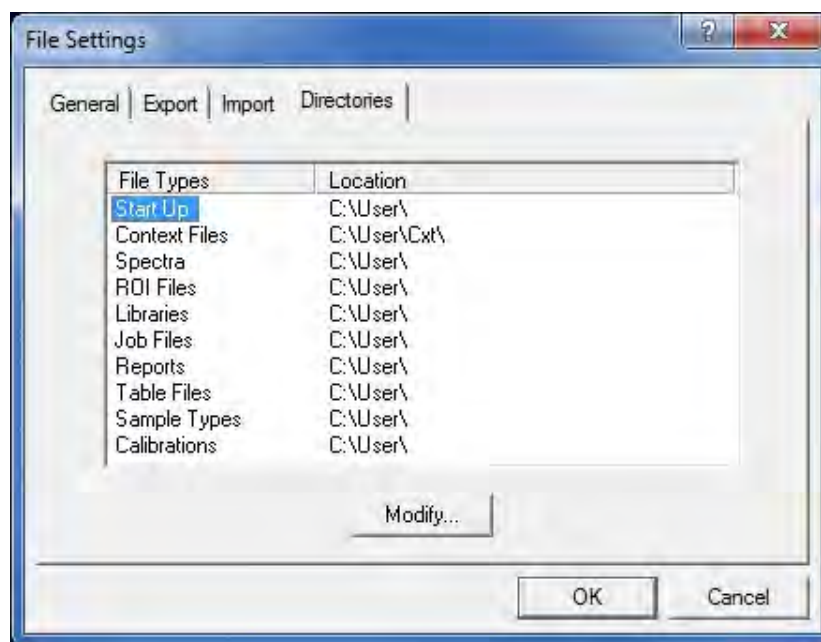 File Settings
General Export Import Directories
File Types Location
Start Up C:\User\
Context Files C:\User\Cxt\
Spectra C:\User\
ROI Files C:\User\
Libraries C:\User\
Job Files C:\User\
Reports C:\User\
Table Files C:\User\
Sample Types C:\User\
Calibrations C:\User\
Modify...
OK Cancel